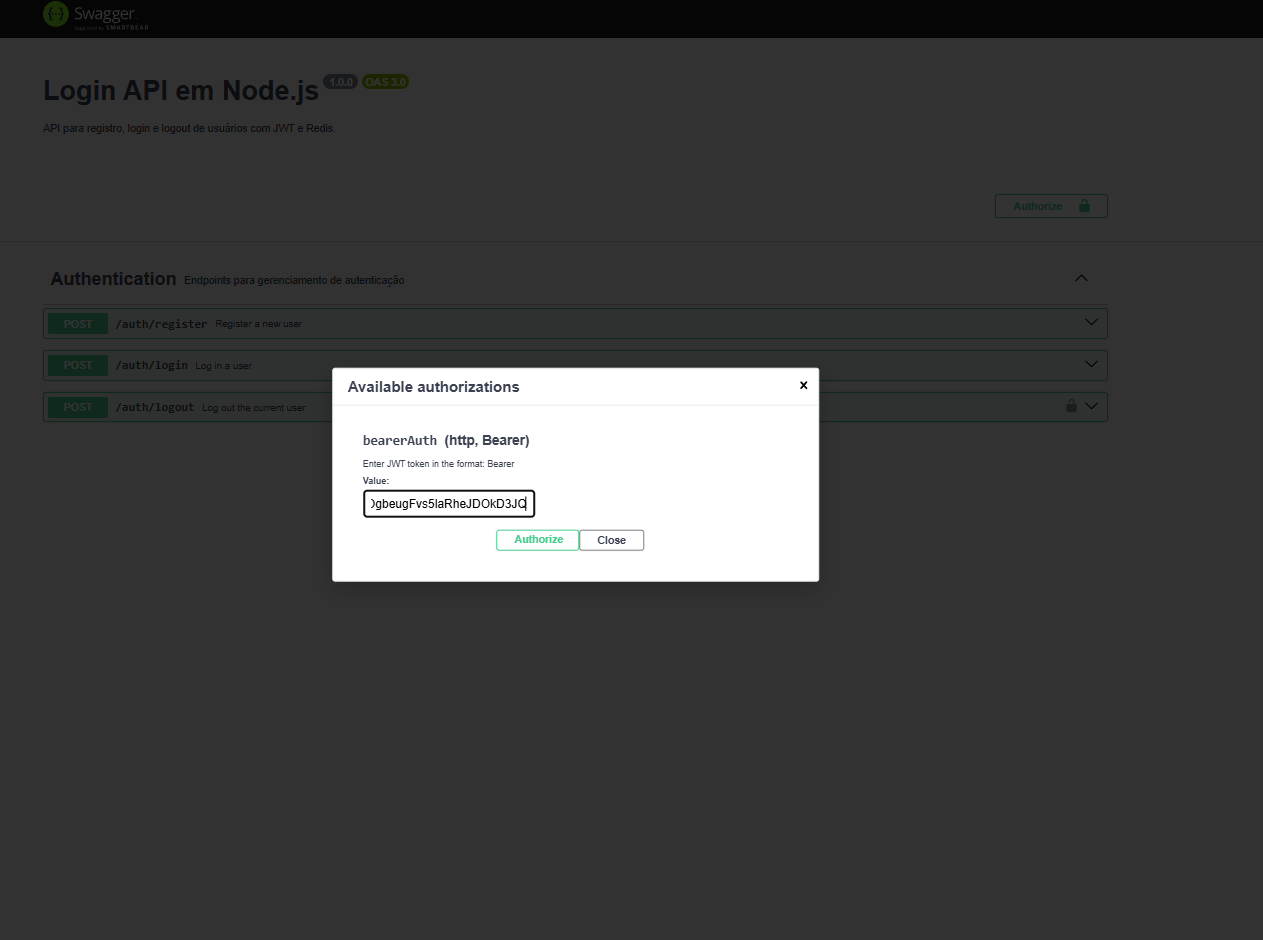 Swagger.
Supported by SMARTBEAR
Login API em Node.js 1.0.0 OAS 3.0
API para registro, login e logout de usuários com JWT e Redis.
Authorize
Authentication Endpoints para gerenciamento de autenticação
POST /auth/register Register a new user
POST /auth/login Log in a user
POST /auth/logout Log out the current user
Available authorizations
bearerAuth (http, Bearer)
Enter JWT token in the format: Bearer
Value:
Authorize Close